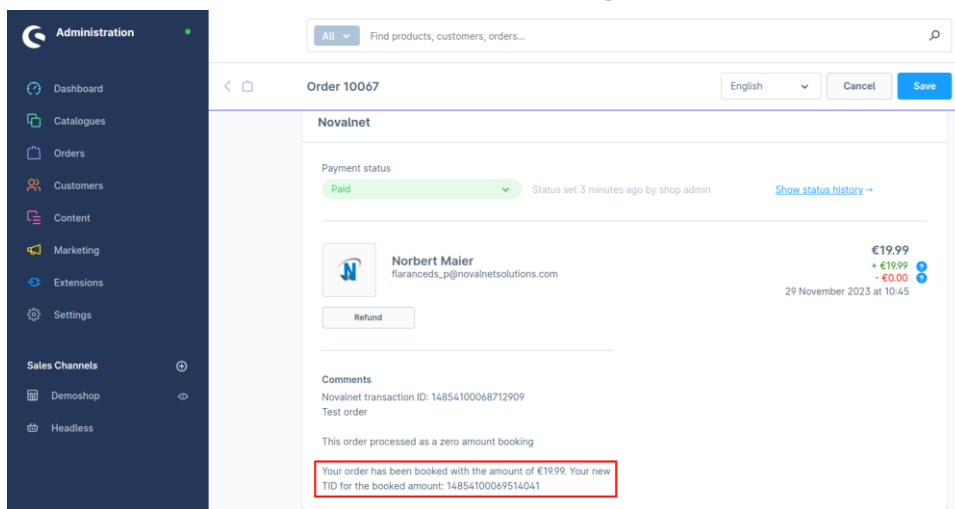 Administration
All
Find products, customers, orders...
Dashboard
Catalogues
Orders
Customers
Content
Marketing
Extensions
Settings
Sales Channels
Demoshop
Headless
Order 10067
English
Cancel
Save
Novalnet
Payment status
Paid
Status set 3 minutes ago by shop admin
Show status history→
Norbert Maier
flaranceds_p@novalnetsolutions.com
€19.99
+ €19.99 ?
- €0.00 ?
29 November 2023 at 10:45
Refund
Comments
Novalnet transaction ID: 14854100068712909
Test order
This order processed as a zero amount booking
Your order has been booked with the amount of €19.99. Your new
TID for the booked amount: 14854100069514041